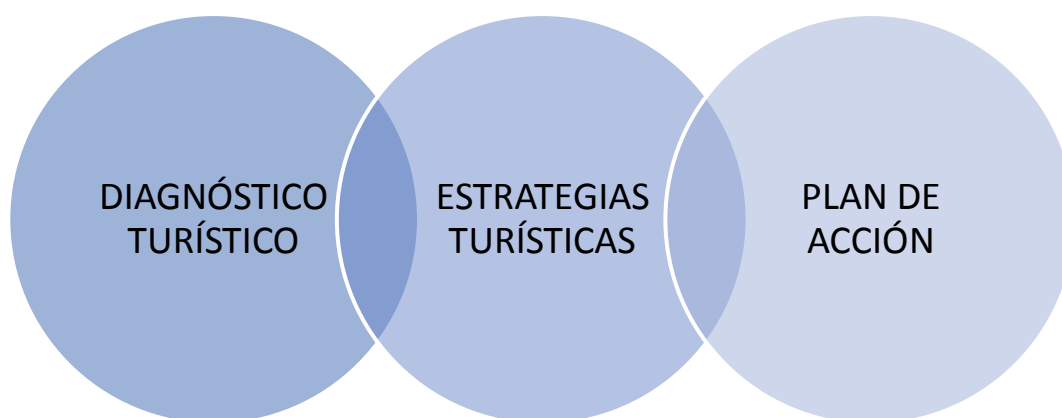 DIAGNÓSTICO
TURÍSTICO
ESTRATEGIAS
TURÍSTICAS
PLAN DE
ACCIÓN